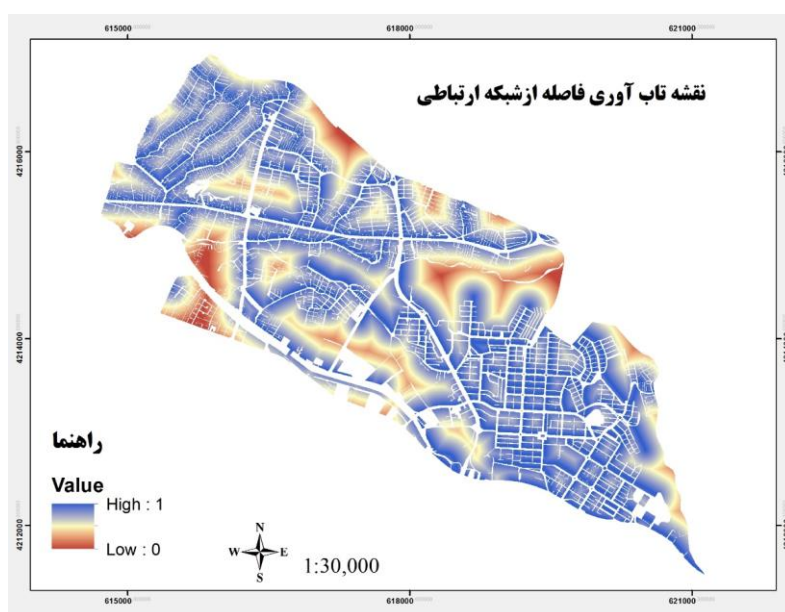 615000 618000 621000
نقشه تاب آوری فاصله ازشبکه ارتباطی
4216000
4214000
راهنما
Value
High : 1
Low : 0
4212000
N
W E
S
1:30,000
615000 618000 621000